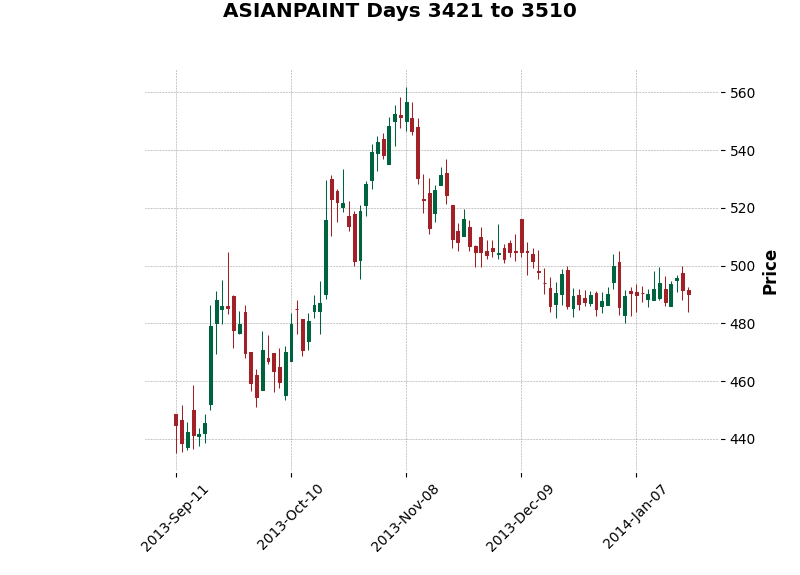 ASIANPAINT Days 3421 to 3510
560
540
520
500
480
460
440
Price
2013-Sep-11
2013-Oct-10
2013-Nov-08
2013-Dec-09
2014-Jan-07